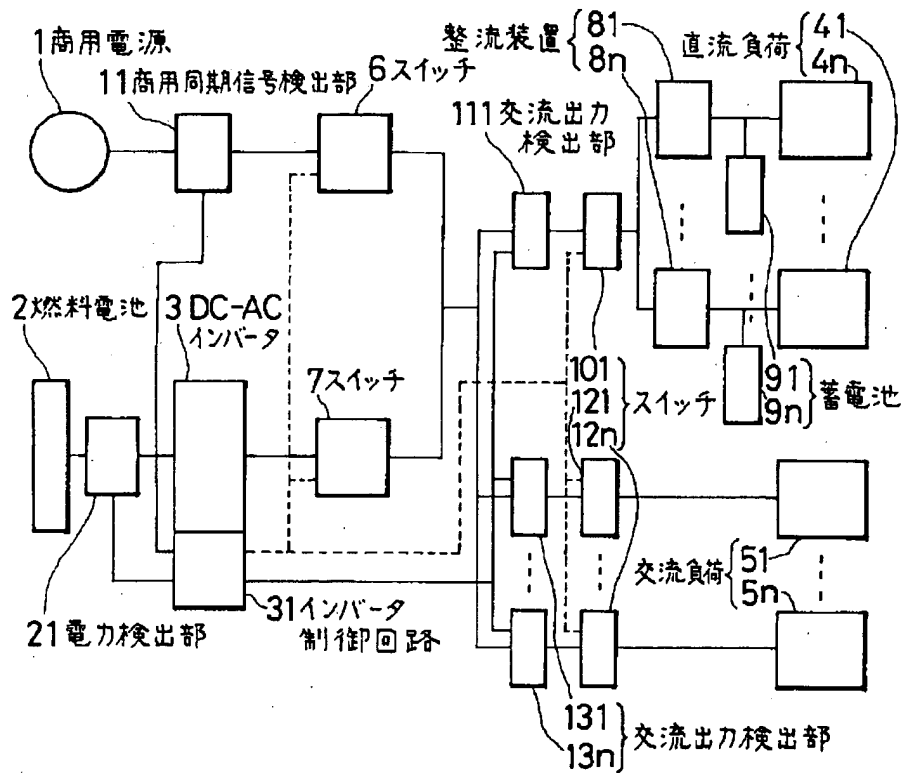 1商用電源
11商用同期信号検出部
6スイッチ
整流装置{81
8n
直流負荷{41
4n
111交流出力
検出部
2燃料電池
3 DC-AC
インバータ
7スイッチ
101
121}スイッチ
12n
91
9n}蓄電池
交流負荷{51
5n
21電力検出部
31インバータ
制御回路
131
13n}交流出力検出部